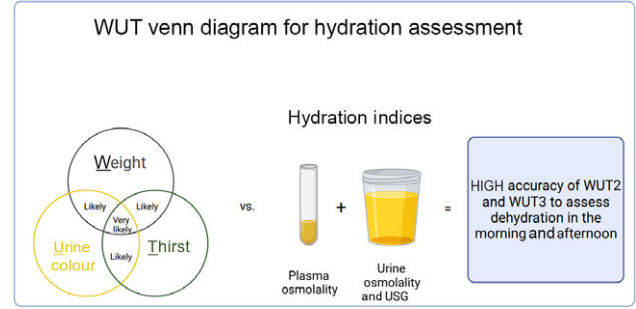 WUT venn diagram for hydration assessment
Hydration indices
Weight
Likely
Likely
Very
likely
Urine
colour
Thirst
Likely
vs.
+
=
Plasma
osmolality
Urine
osmolality
and USG
HIGH accuracy of WUT2
and WUT3 to assess
dehydration in the
morning and afternoon